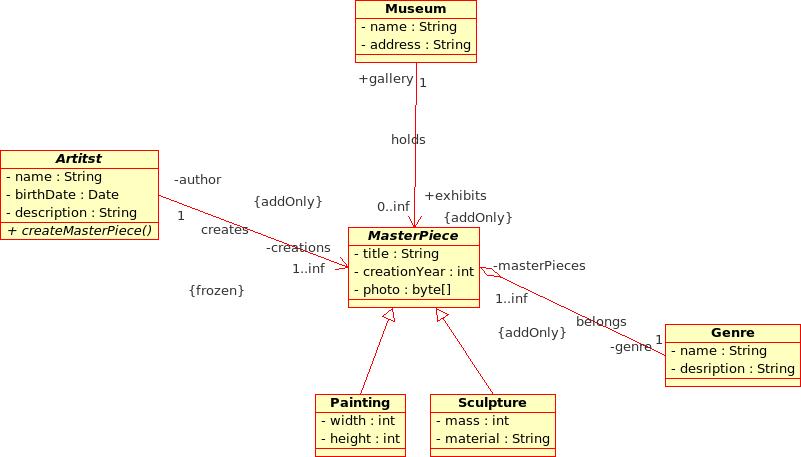 Museum
- name : String
- address : String
+gallery
1
holds
Artitst
- name : String
- birthDate : Date
- description : String
+ createMasterPiece()
-author
1
creates
{addOnly}
-creations
1..inf
{frozen}
+exhibits
0..inf
{addOnly}
MasterPiece
- title : String
- creationYear : int
- photo : byte[]
-masterPieces
1..inf
{addOnly}
belongs
1
-genre
Genre
- name : String
- desription : String
Painting
- width : int
- height : int
Sculpture
- mass : int
- material : String